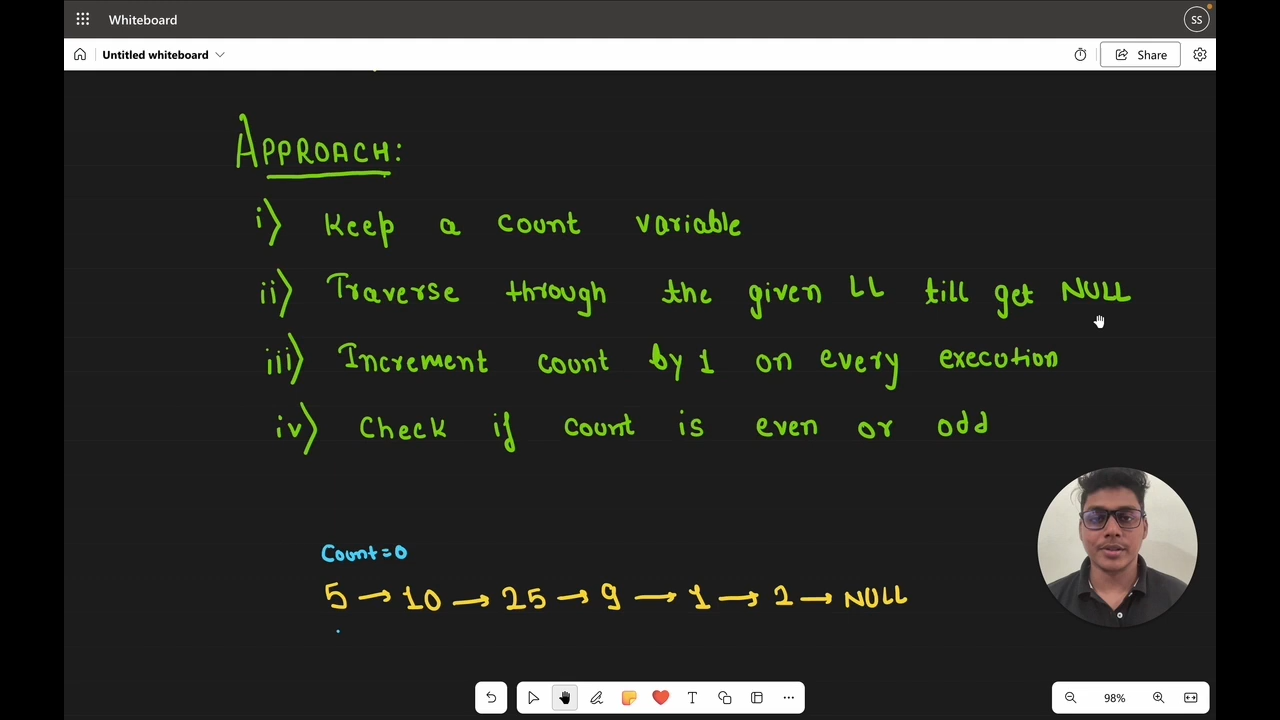 Whiteboard
SS
Untitled whiteboard
Share
APPROACH:
i) Keep a count variable
ii) Traverse through the given LL till get NULL
iii) Increment count by 1 on every execution
iv) Check if count is even or odd
Count=0
5 → 10 → 25 → 9 → 1 → 2 → NULL
T
98%